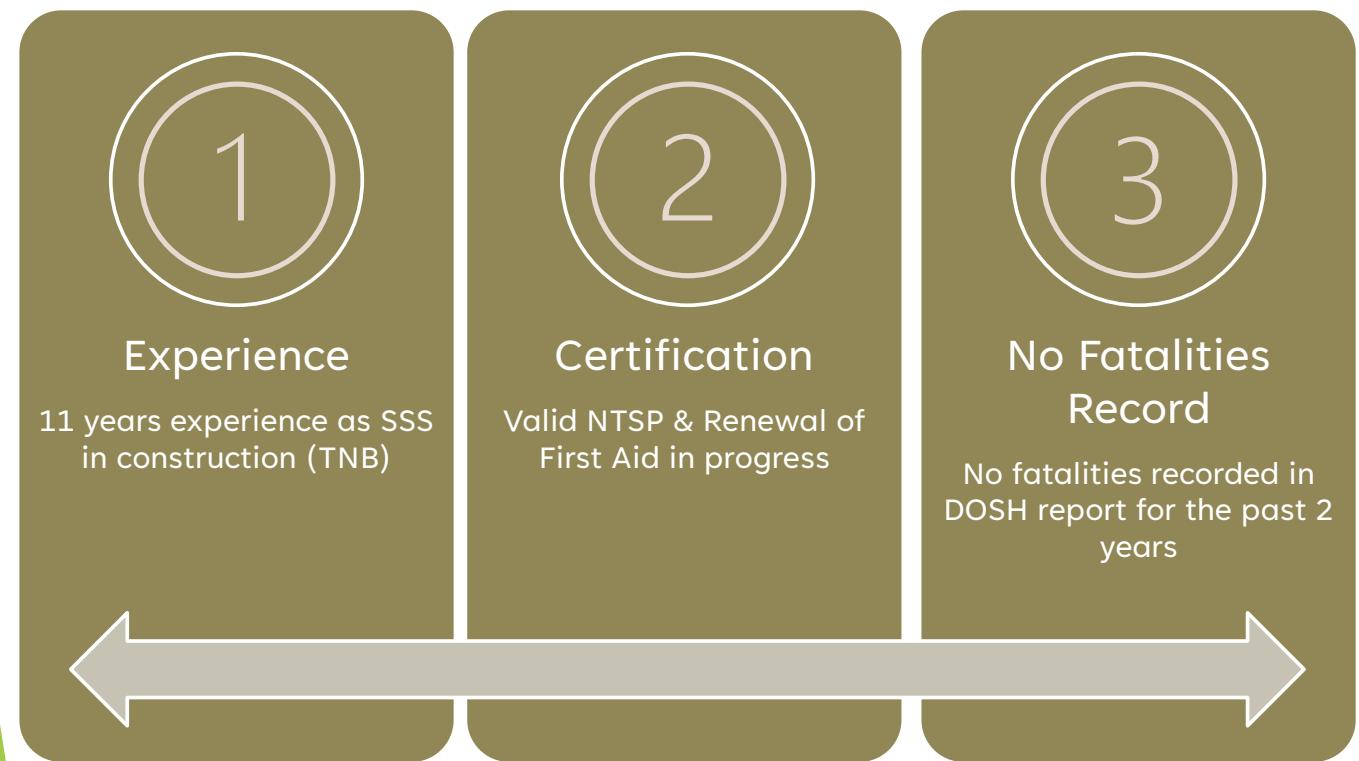 1
Experience
11 years experience as SSS
in construction (TNB)
2
Certification
Valid NTSP & Renewal of
First Aid in progress
3
No Fatalities
Record
No fatalities recorded in
DOSH report for the past 2
years